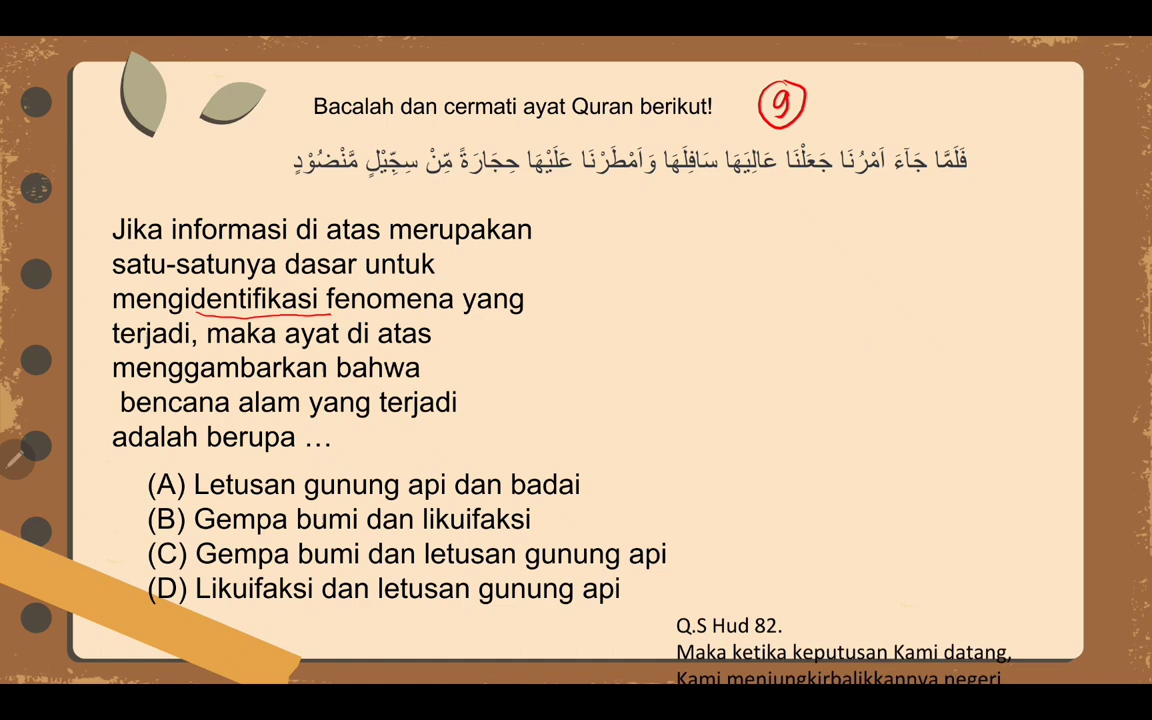 Bacalah dan cermati ayat Quran berikut!
9
فَلَمَّا جَآءَ اَمْرُنَا جَعَلْنَا عَالِيَهَا سَافِلَهَا وَاَمْطَرْنَا عَلَيْهَا حِجَارَةً مِّنْ سِجِّيْلٍ مَّنْضُوْدٍ
Jika informasi di atas merupakan
satu-satunya dasar untuk
mengidentifikasi fenomena yang
terjadi, maka ayat di atas
menggambarkan bahwa
bencana alam yang terjadi
adalah berupa …
(A) Letusan gunung api dan badai
(B) Gempa bumi dan likuifaksi
(C) Gempa bumi dan letusan gunung api
(D) Likuifaksi dan letusan gunung api
Q.S Hud 82.
Maka ketika keputusan Kami datang,
Kami menjungkirbalikkannya negeri